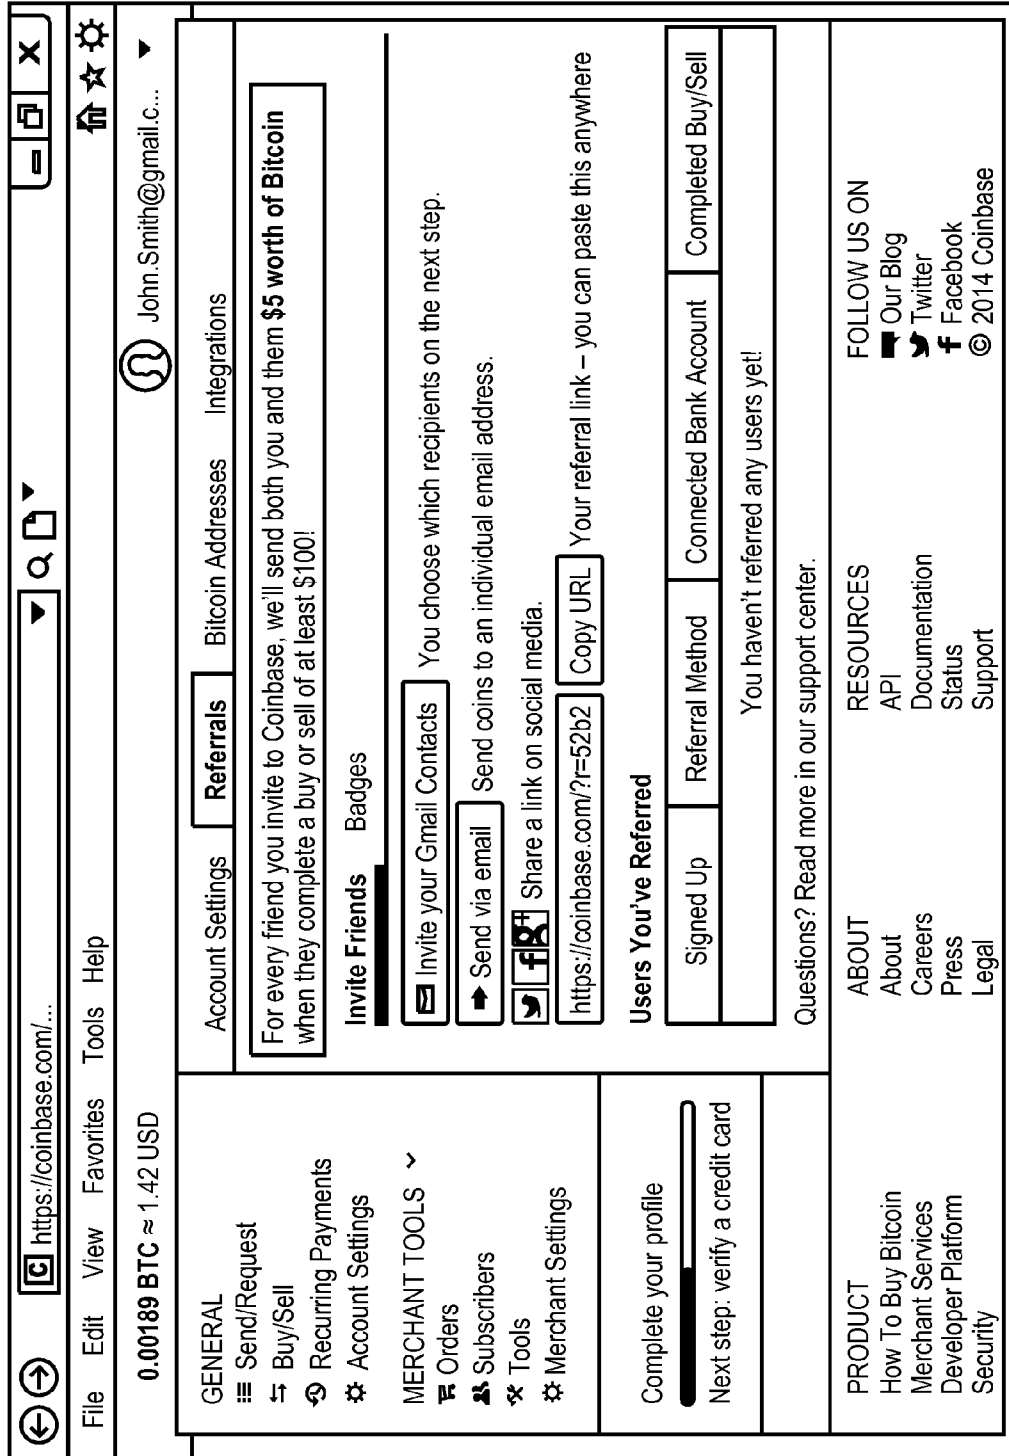 https://coinbase.com/...
File Edit View Favorites Tools Help
0.00189 BTC ≈ 1.42 USD John.Smith@gmail.c...
GENERAL
Send/Request
Buy/Sell
Recurring Payments
Account Settings
MERCHANT TOOLS
Orders
Subscribers
Tools
Merchant Settings
Complete your profile
Next step: verify a credit card
Account Settings Referrals Bitcoin Addresses Integrations
For every friend you invite to Coinbase, we'll send both you and them $5 worth of Bitcoin
when they complete a buy or sell of at least $100!
Invite Friends Badges
Invite your Gmail Contacts You choose which recipients on the next step.
Send via email Send coins to an individual email address.
f g+ Share a link on social media.
https://coinbase.com/?r=52b2 Copy URL Your referral link – you can paste this anywhere
Users You've Referred
Signed Up Referral Method Connected Bank Account Completed Buy/Sell
You haven't referred any users yet!
Questions? Read more in our support center.
PRODUCT
How To Buy Bitcoin
Merchant Services
Developer Platform
Security
ABOUT
About
Careers
Press
Legal
RESOURCES
API
Documentation
Status
Support
FOLLOW US ON
Our Blog
Twitter
f Facebook
© 2014 Coinbase